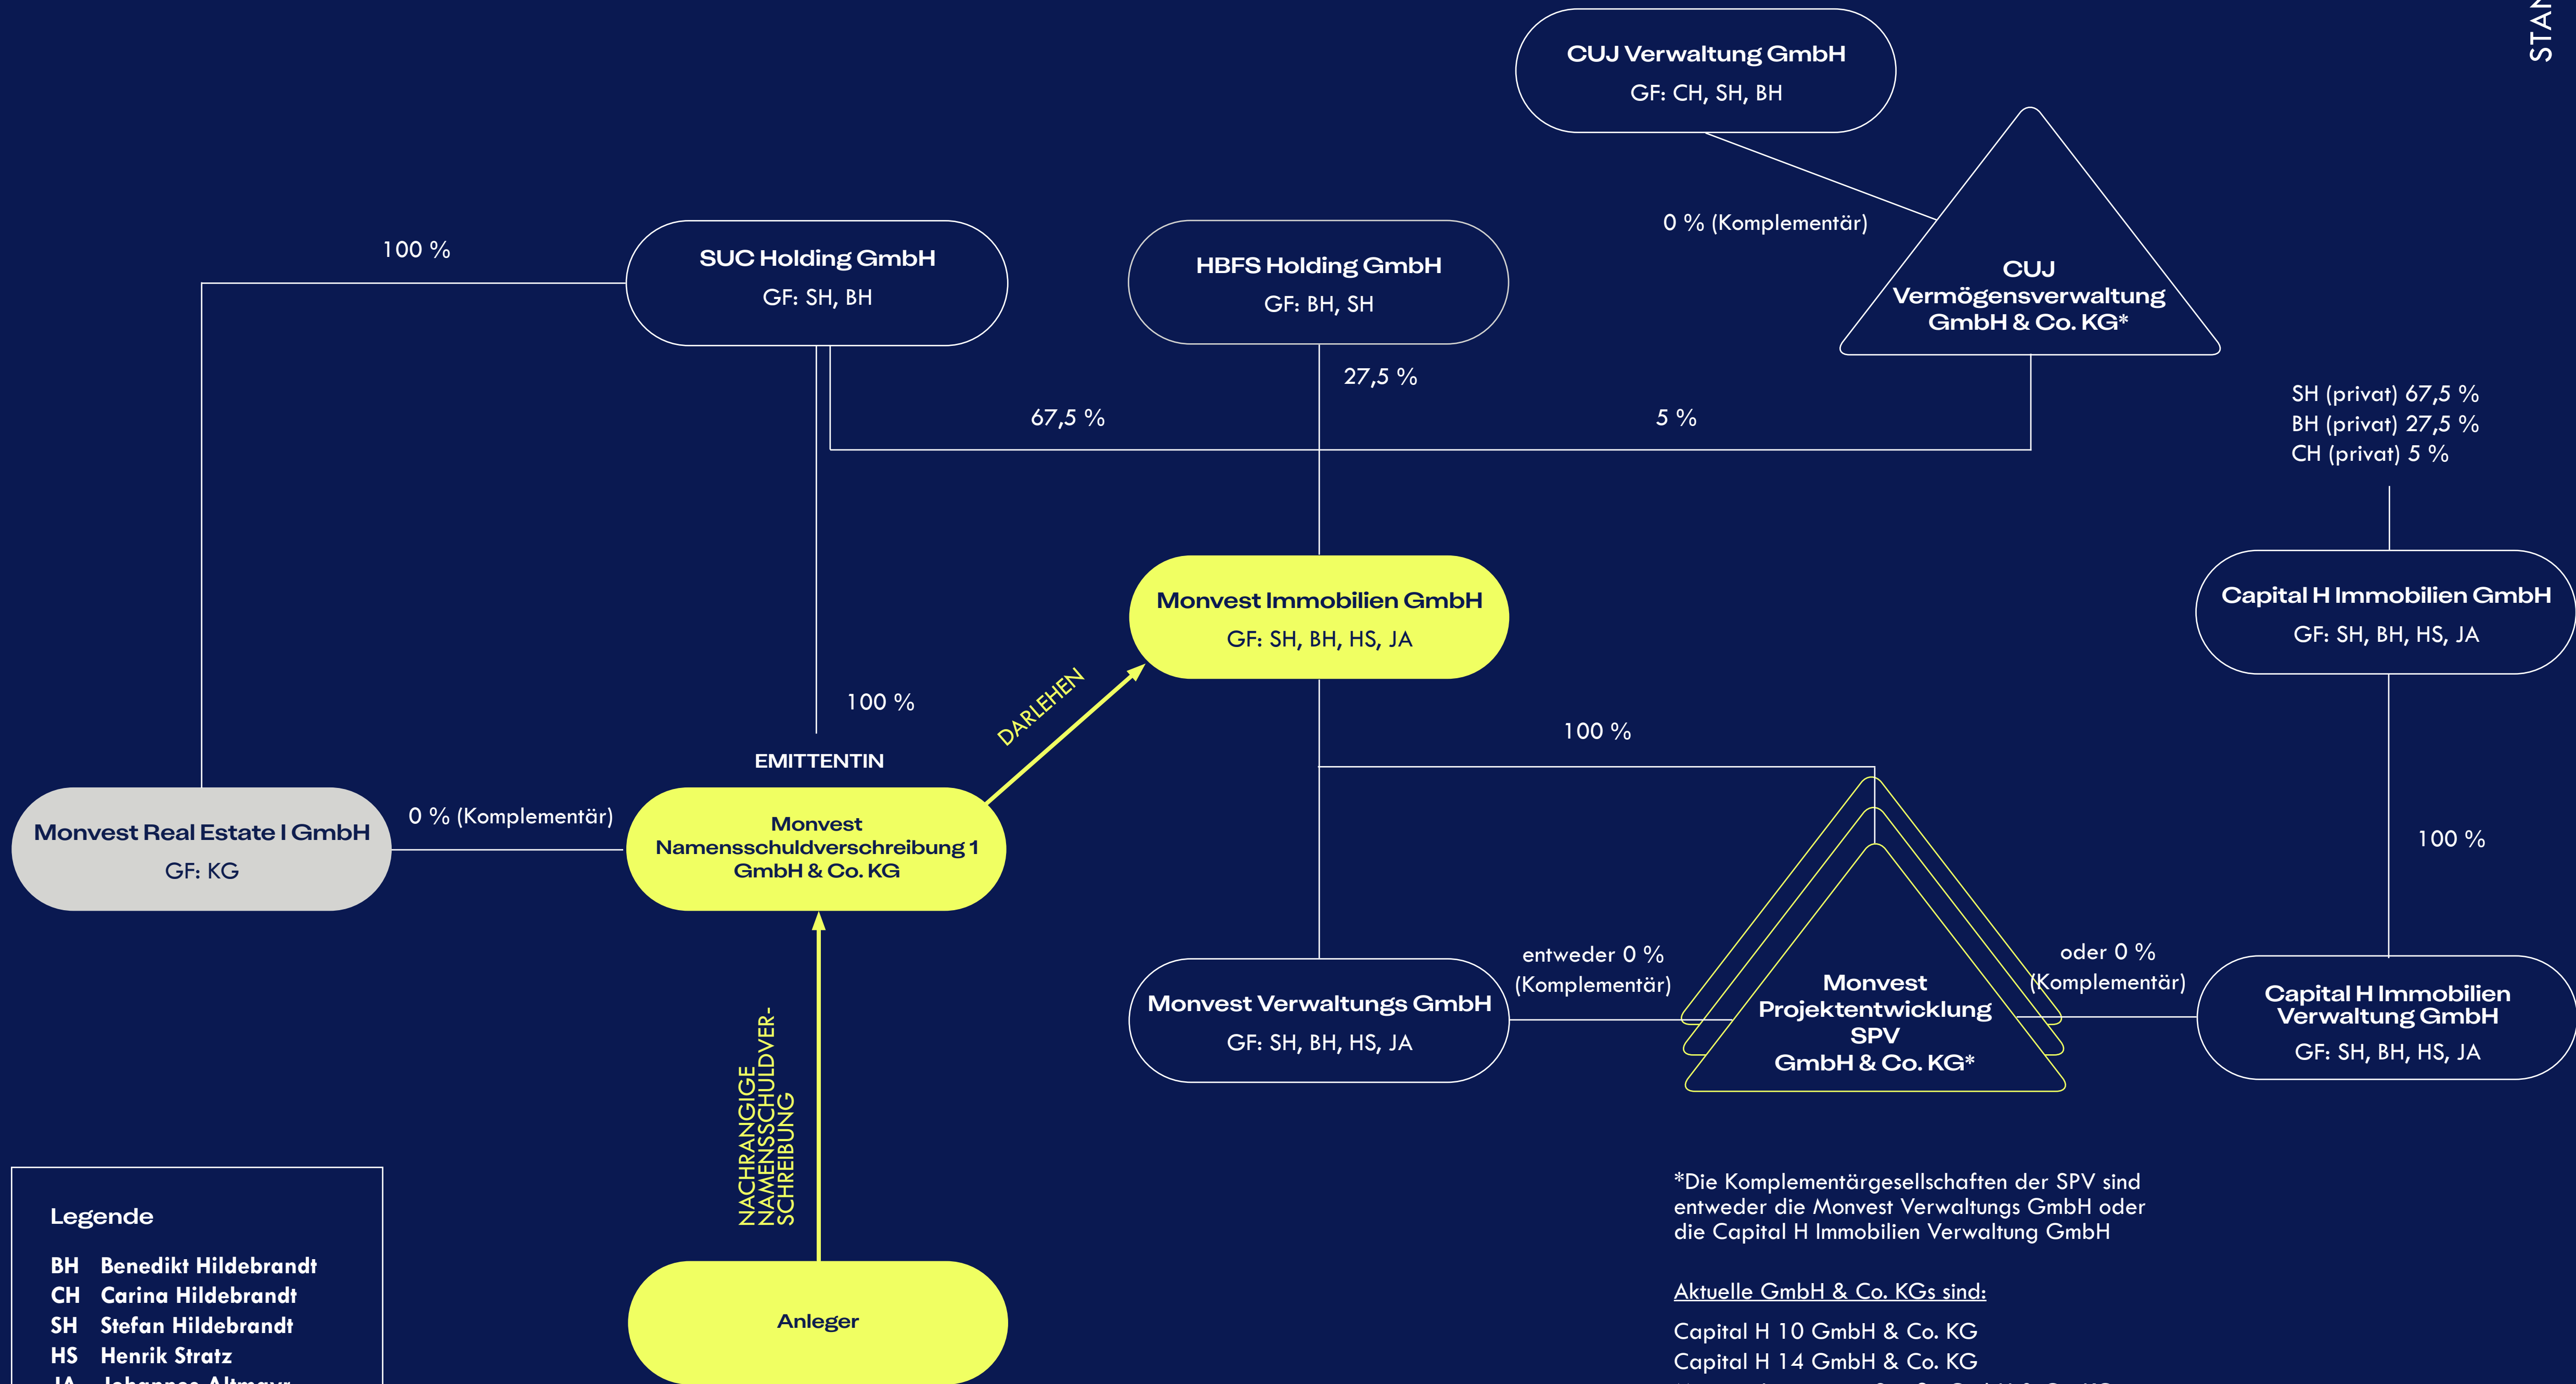 CUJ Verwaltung GmbH
GF: CH, SH, BH
0 % (Komplementär)
CUJ
Vermögensverwaltung
GmbH & Co. KG*
100 %
SUC Holding GmbH
GF: SH, BH
HBFS Holding GmbH
GF: BH, SH
27,5 %
67,5 %
5 %
SH (privat) 67,5 %
BH (privat) 27,5 %
CH (privat) 5 %
Monvest Immobilien GmbH
GF: SH, BH, HS, JA
Capital H Immobilien GmbH
GF: SH, BH, HS, JA
DARLEHEN
100 %
100 %
EMITTENTIN
Monvest Real Estate I GmbH
GF: KG
0 % (Komplementär)
Monvest
Namensschuldverschreibung 1
GmbH & Co. KG
100 %
entweder 0 %
(Komplementär)
oder 0 %
(Komplementär)
Monvest Verwaltungs GmbH
GF: SH, BH, HS, JA
Monvest
Projektentwicklung
SPV
GmbH & Co. KG*
Capital H Immobilien
Verwaltung GmbH
GF: SH, BH, HS, JA
NACHRANGIGE
NAMENSSCHULDVER-
SCHREIBUNG
Anleger
Legende
BH Benedikt Hildebrandt
CH Carina Hildebrandt
SH Stefan Hildebrandt
HS Henrik Stratz
JA Johannes Altmayr
*Die Komplementärgesellschaften der SPV sind
entweder die Monvest Verwaltungs GmbH oder
die Capital H Immobilien Verwaltung GmbH
Aktuelle GmbH & Co. KGs sind:
Capital H 10 GmbH & Co. KG
Capital H 14 GmbH & Co. KG